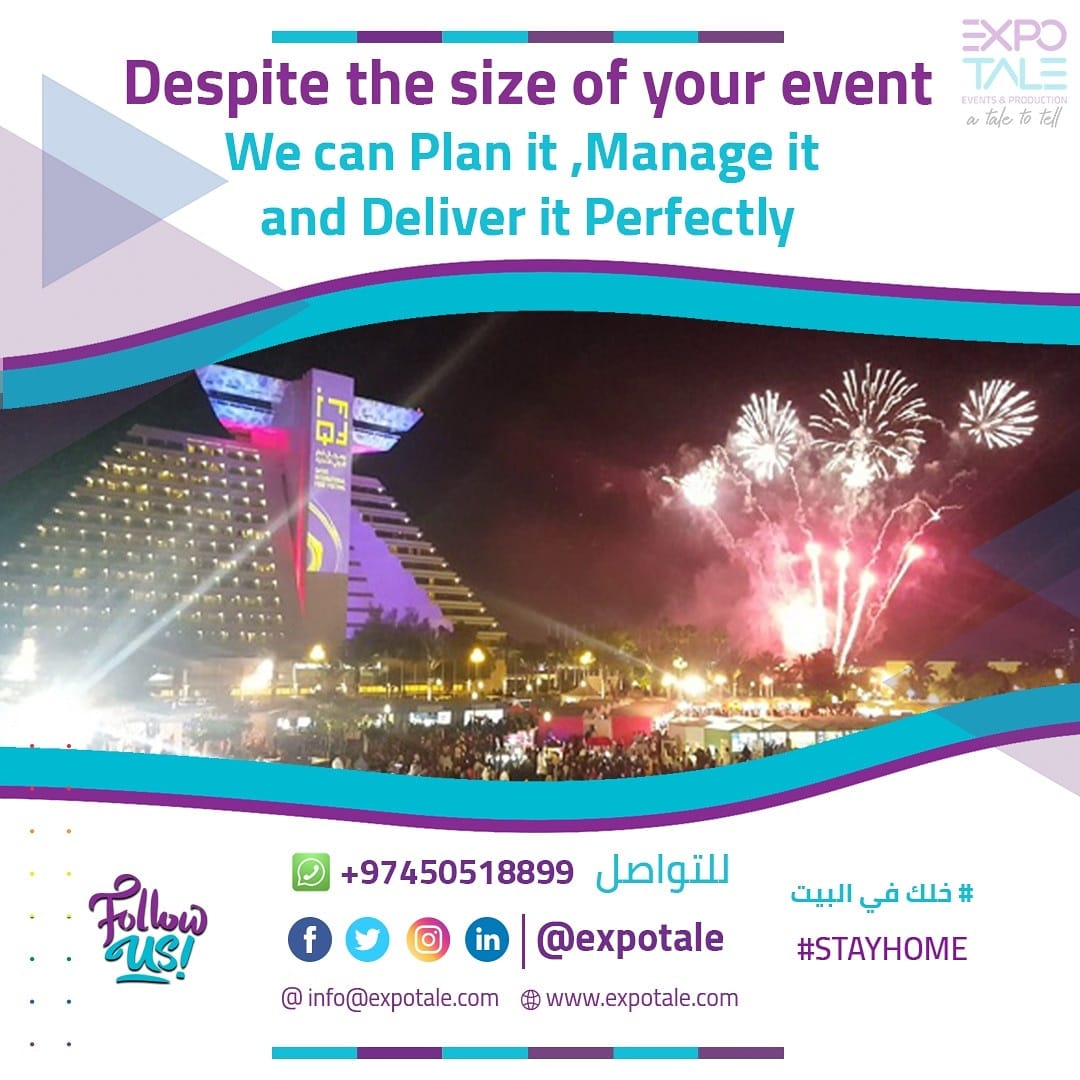 EXPO
TALE
EVENTS & PRODUCTION
a tale to tell
Despite the size of your event
We can Plan it ,Manage it
and Deliver it Perfectly
Follow
US!
+97450518899 للتواصل
@expotale
@ info@expotale.com www.expotale.com
# خلك في البيت
#STAYHOME